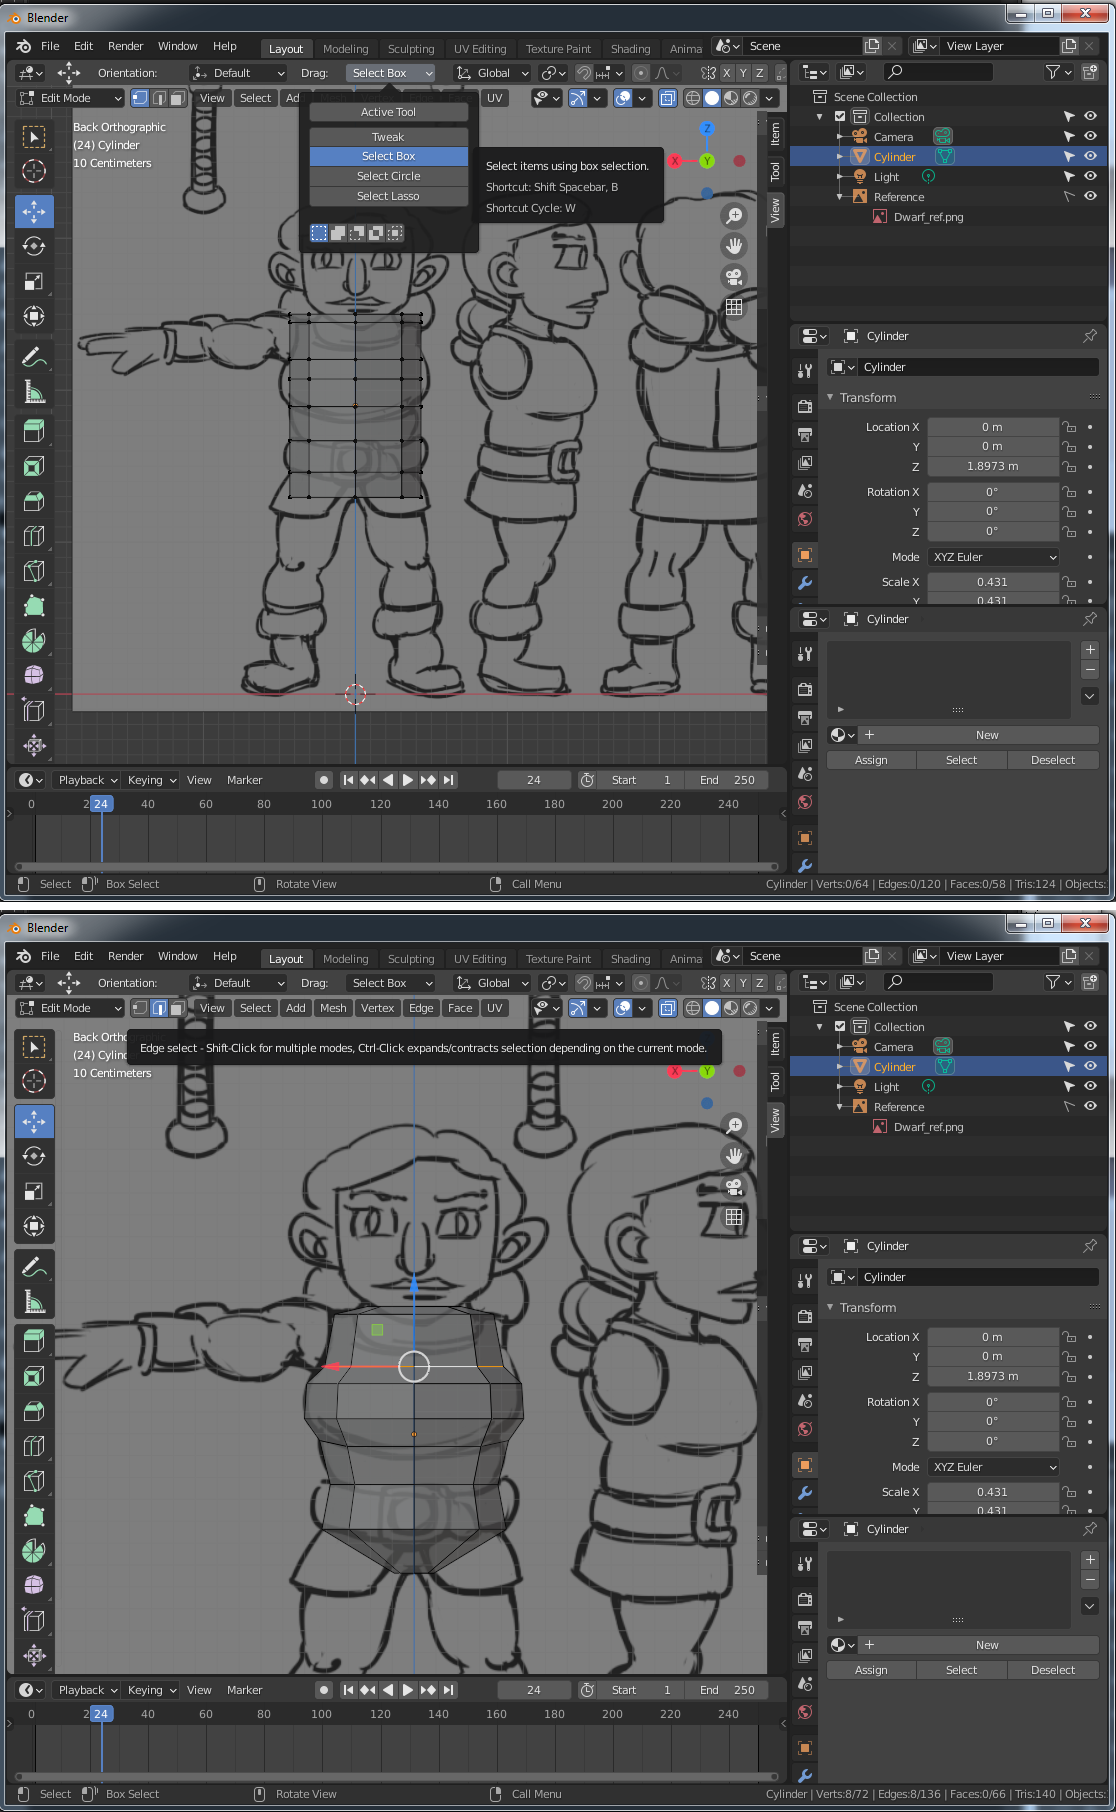 Blender
File Edit Render Window Help Layout Modeling Sculpting UV Editing Texture Paint Shading Anima Scene View Layer
Orientation: Default Drag: Select Box Global X Y Z
Edit Mode View Select Ad UV
Back Orthographic
(24) Cylinder
10 Centimeters
Active Tool
Tweak
Select Box
Select Circle
Select Lasso
Select items using box selection.
Shortcut: Shift Spacebar, B
Shortcut Cycle: W
Z
X Y
Item
Tool
View
Scene Collection
Collection
Camera
Cylinder
Light
Reference
Dwarf_ref.png
Cylinder
Cylinder
Transform
Location X 0 m
Y 0 m
Z 1.8973 m
Rotation X 0°
Y 0°
Z 0°
Mode XYZ Euler
Scale X 0.431
Y 0.431
Cylinder
New
Assign Select Deselect
Playback Keying View Marker 24 Start 1 End 250
0 2 24 40 60 80 100 120 140 160 180 200 220 240
Select Box Select Rotate View Call Menu Cylinder | Verts:0/64 | Edges:0/120 | Faces:0/58 | Tris:124 | Objects:
Blender
File Edit Render Window Help Layout Modeling Sculpting UV Editing Texture Paint Shading Anima Scene View Layer
Orientation: Default Drag: Select Box Global X Y Z
Edit Mode View Select Add Mesh Vertex Edge Face UV
Back Ortho
(24) Cylinde
10 Centimeters
Edge select - Shift-Click for multiple modes, Ctrl-Click expands/contracts selection depending on the current mode.
X Y
Item
Tool
View
Scene Collection
Collection
Camera
Cylinder
Light
Reference
Dwarf_ref.png
Cylinder
Cylinder
Transform
Location X 0 m
Y 0 m
Z 1.8973 m
Rotation X 0°
Y 0°
Z 0°
Mode XYZ Euler
Scale X 0.431
Y 0.431
Cylinder
New
Assign Select Deselect
Playback Keying View Marker 24 Start 1 End 250
0 2 24 40 60 80 100 120 140 160 180 200 220 240
Select Box Select Rotate View Call Menu Cylinder | Verts:8/72 | Edges:8/136 | Faces:0/66 | Tris:140 | Objects: